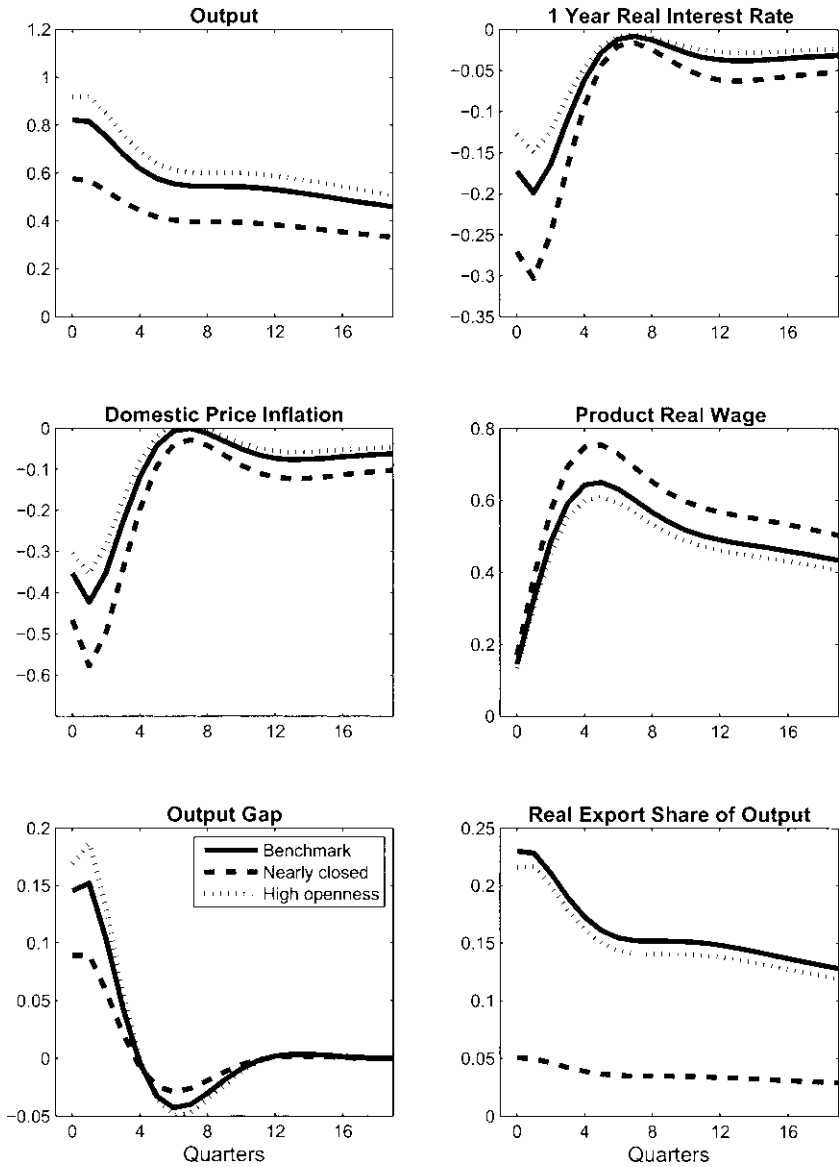 Output
1.2
1
0.8
0.6
0.4
0.2
0
0 4 8 12 16
1 Year Real Interest Rate
0
−0.05
−0.1
−0.15
−0.2
−0.25
−0.3
−0.35
0 4 8 12 16
Domestic Price Inflation
0
−0.1
−0.2
−0.3
−0.4
−0.5
−0.6
0 4 8 12 16
Product Real Wage
0.8
0.6
0.4
0.2
0
0 4 8 12 16
Output Gap
0.2
0.15
0.1
0.05
0
−0.05
Benchmark
Nearly closed
High openness
0 4 8 12 16
Quarters
Real Export Share of Output
0.25
0.2
0.15
0.1
0.05
0
0 4 8 12 16
Quarters